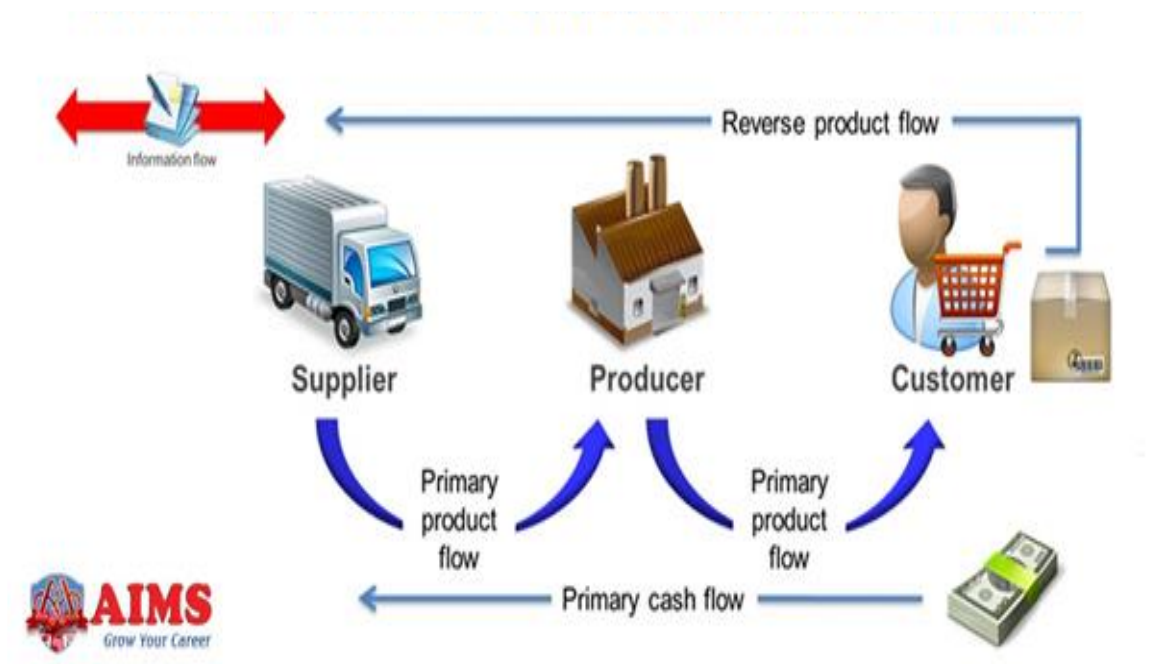 Reverse product flow
Information flow
Supplier
Producer
Customer
Primary
product
flow
Primary
product
flow
Primary cash flow
AIMS
Grow Your Career